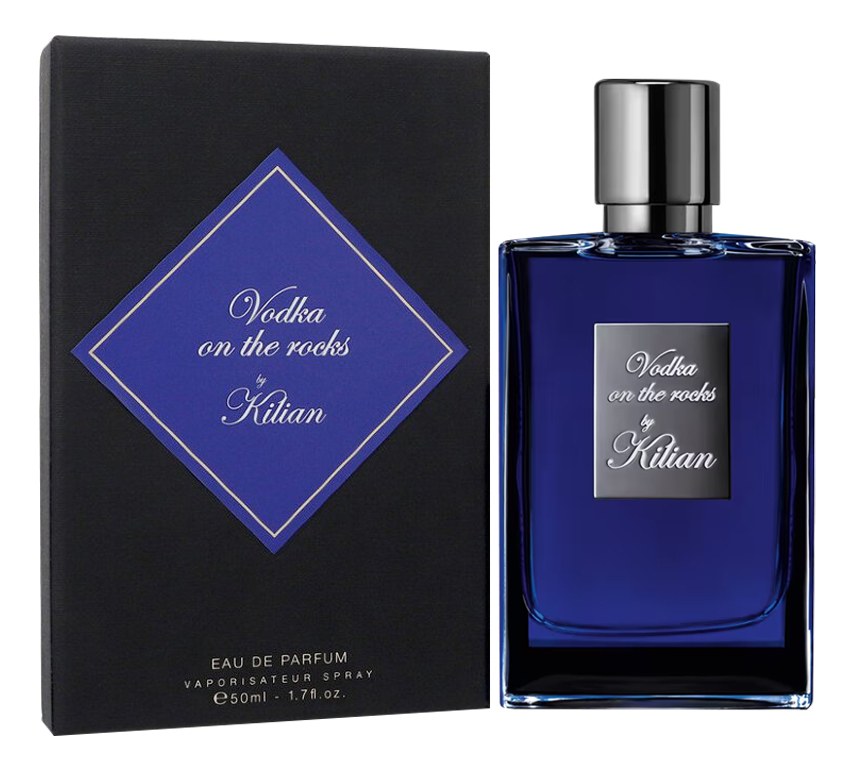 Vodka
on the rocks
by
Kilian
EAU DE PARFUM
VAPORISATEUR SPRAY
℮50ml - 1.7fl.oz.
Vodka
on the rocks
by
Kilian